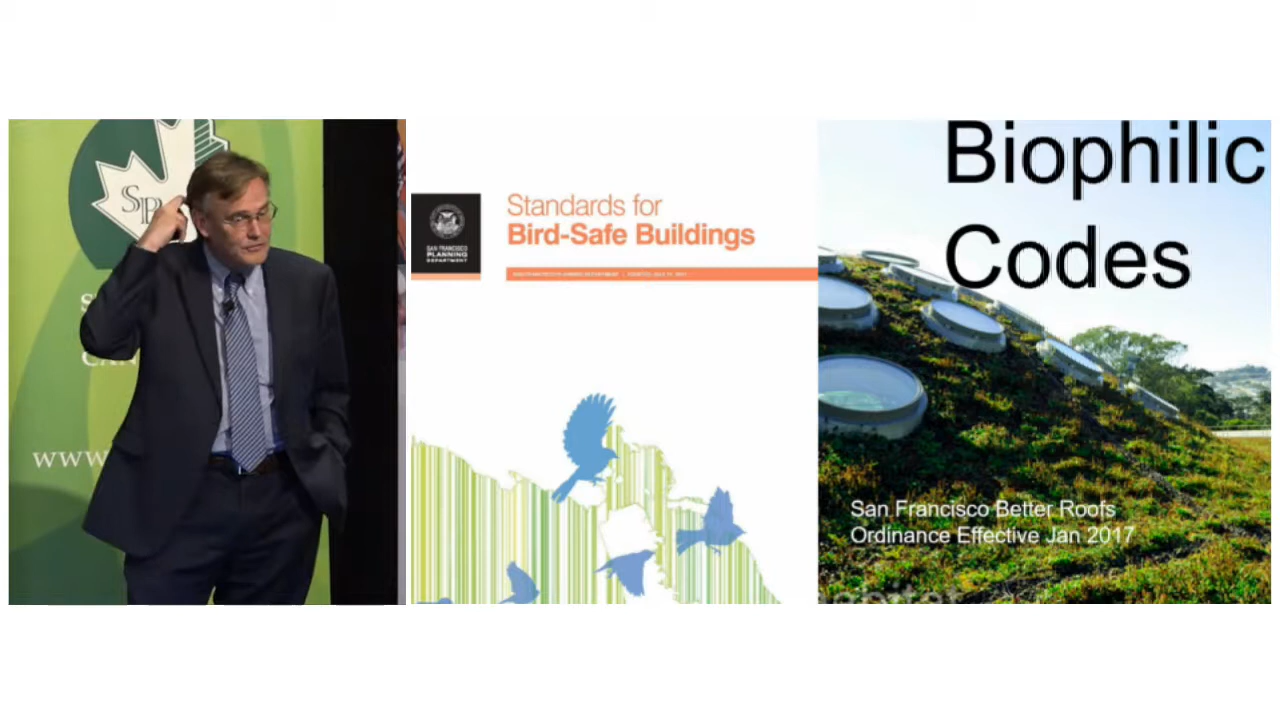 SB
WWW
SAN FRANCISCO
PLANNING
DEPARTMENT
Standards for
Bird-Safe Buildings
Biophilic
Codes
San Francisco Better Roofs
Ordinance Effective Jan 2017